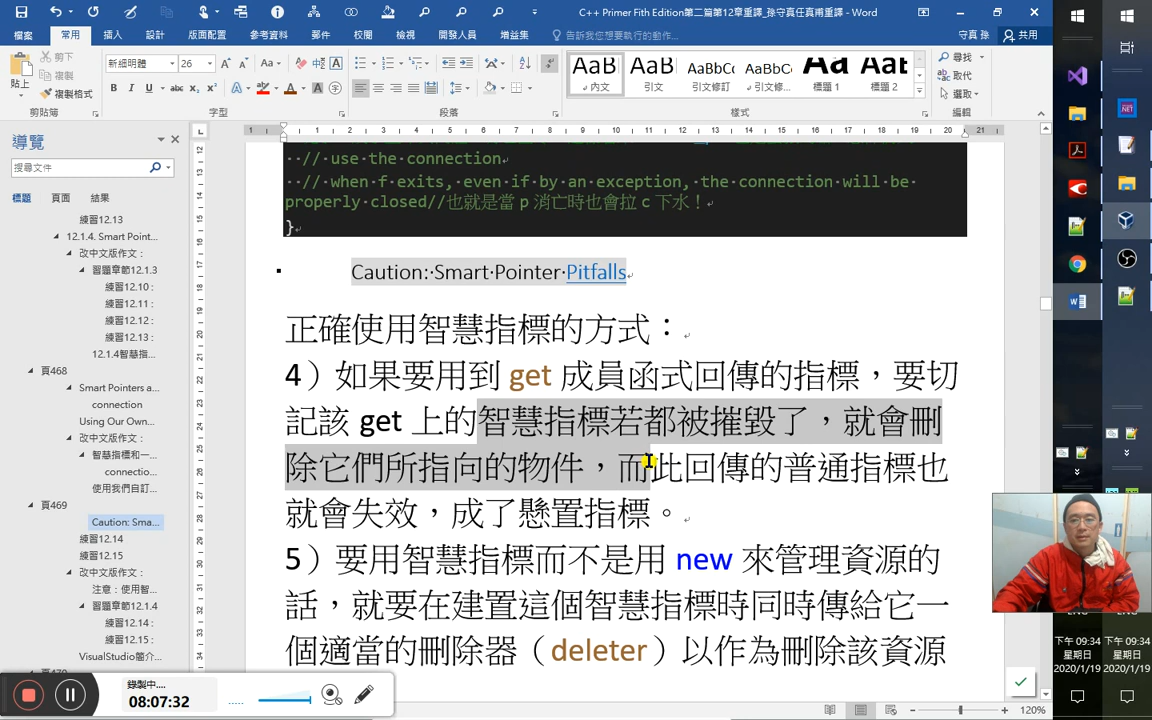 C++ Primer Fith Edition第二篇第12章重譯_孫守真任真甫重譯 - Word
檔案 常用 插入 設計 版面配置 參考資料 郵件 校閱 檢視 開發人員 增益集 告訴我您想要執行的動作... 守真 孫 共用
貼上 剪下 複製 複製格式 剪貼簿
新細明體 26
字型
段落
AaB 內文 AaB 引文 AaBbC 引文修訂 AaBbC 引文修... AaB 標題 1 AaB 標題 2
樣式
尋找 取代 選取 編輯
導覽
搜尋文件
標題 頁面 結果
練習12.13
12.1.4. Smart Point...
改中文版作文：
習題章節12.1.3
練習12.10：
練習12.11：
練習12.12：
練習12.13：
12.1.4智慧指...
頁468
Smart Pointers a...
connection
Using Our Own...
智慧指標和一...
connectio...
使用我們自訂...
頁469
Caution: Sma...
練習12.14
練習12.15
改中文版作文：
注意：使用智...
習題章節12.1.4
練習12.14：
練習12.15：
VisualStudio簡介...
// use the connection
// when f exits, even if by an exception, the connection will be
properly closed//也就是當 p 消亡時也會拉 c 下水！
}
Caution: Smart Pointer Pitfalls
正確使用智慧指標的方式：
4）如果要用到 get 成員函式回傳的指標，要切
記該 get 上的智慧指標若都被摧毀了，就會刪
除它們所指向的物件，而此回傳的普通指標也
就會失效，成了懸置指標。
5）要用智慧指標而不是用 new 來管理資源的
話，就要在建置這個智慧指標時同時傳給它一
個適當的刪除器（deleter）以作為刪除該資源
錄製中...
08:07:32
120%
下午 09:34 下午 09:34
星期日 星期日
2020/1/19 2020/1/19